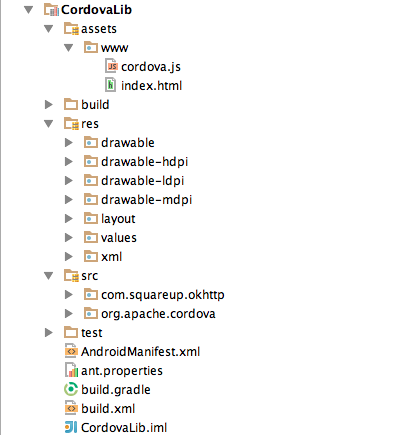 CordovaLib
assets
www
cordova.js
index.html
build
res
drawable
drawable-hdpi
drawable-ldpi
drawable-mdpi
layout
values
xml
src
com.squareup.okhttp
org.apache.cordova
test
AndroidManifest.xml
ant.properties
build.gradle
build.xml
CordovaLib.iml